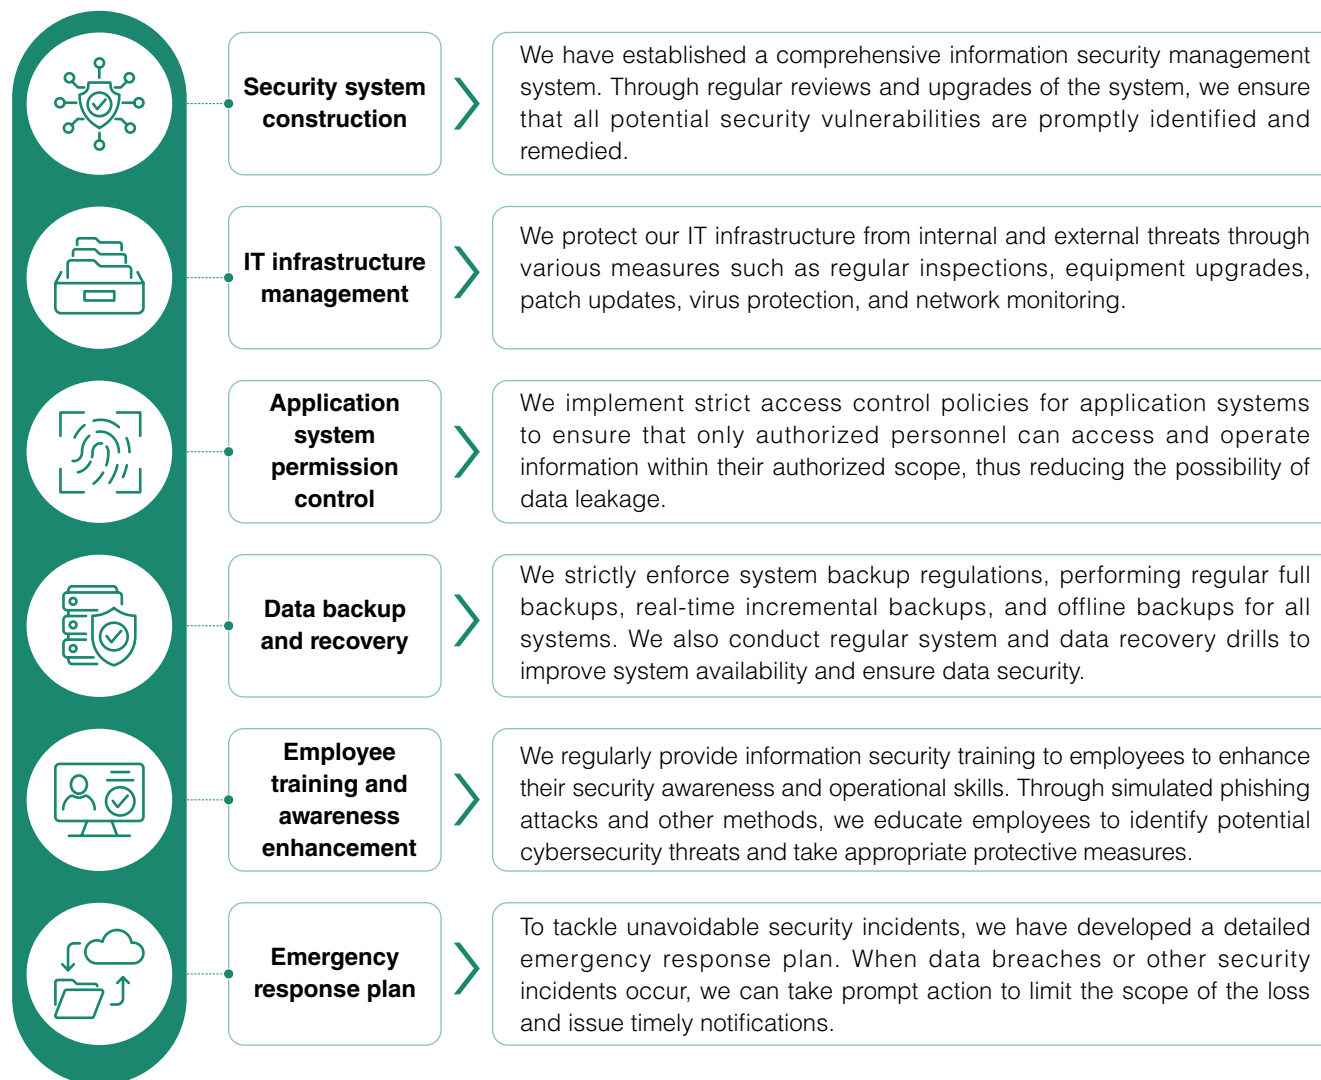 Security system
construction
We have established a comprehensive information security management
system. Through regular reviews and upgrades of the system, we ensure
that all potential security vulnerabilities are promptly identified and
remedied.
IT infrastructure
management
We protect our IT infrastructure from internal and external threats through
various measures such as regular inspections, equipment upgrades,
patch updates, virus protection, and network monitoring.
Application
system
permission
control
We implement strict access control policies for application systems
to ensure that only authorized personnel can access and operate
information within their authorized scope, thus reducing the possibility of
data leakage.
Data backup
and recovery
We strictly enforce system backup regulations, performing regular full
backups, real-time incremental backups, and offline backups for all
systems. We also conduct regular system and data recovery drills to
improve system availability and ensure data security.
Employee
training and
awareness
enhancement
We regularly provide information security training to employees to enhance
their security awareness and operational skills. Through simulated phishing
attacks and other methods, we educate employees to identify potential
cybersecurity threats and take appropriate protective measures.
Emergency
response plan
To tackle unavoidable security incidents, we have developed a detailed
emergency response plan. When data breaches or other security
incidents occur, we can take prompt action to limit the scope of the loss
and issue timely notifications.